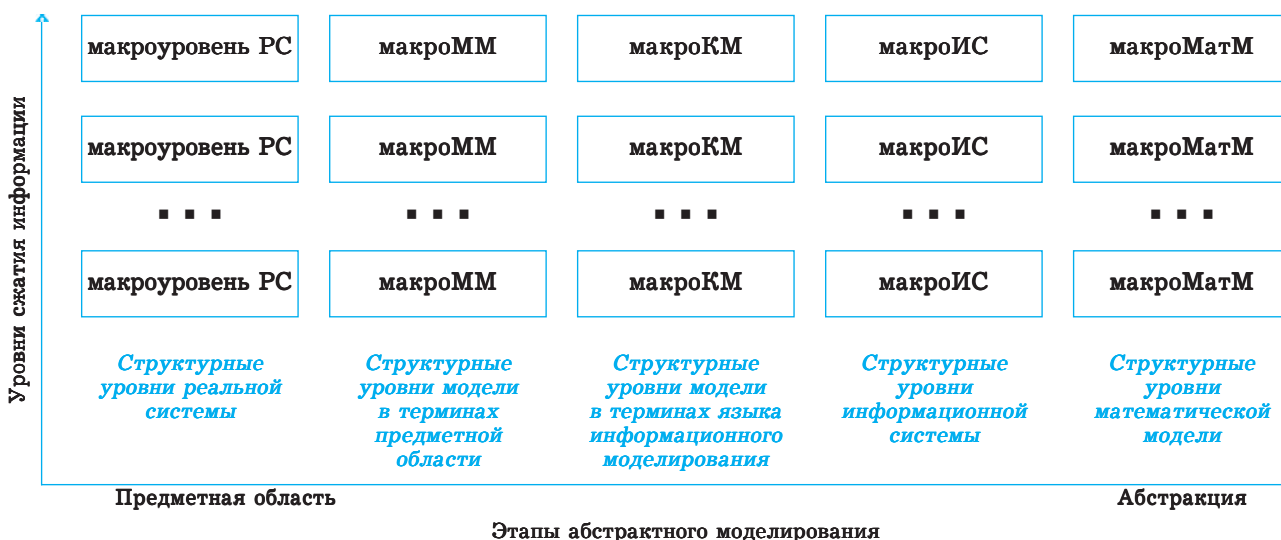 Уровни сжатия информации
макроуровень РС
макроММ
макроКМ
макроИС
макроМатМ
макроуровень РС
макроММ
макроКМ
макроИС
макроМатМ
макроуровень РС
макроММ
макроКМ
макроИС
макроМатМ
Структурные
уровни реальной
системы
Структурные
уровни модели
в терминах
предметной
области
Структурные
уровни модели
в терминах языка
информационного
моделирования
Структурные
уровни
информационной
системы
Структурные
уровни
математической
модели
Предметная область
Абстракция
Этапы абстрактного моделирования